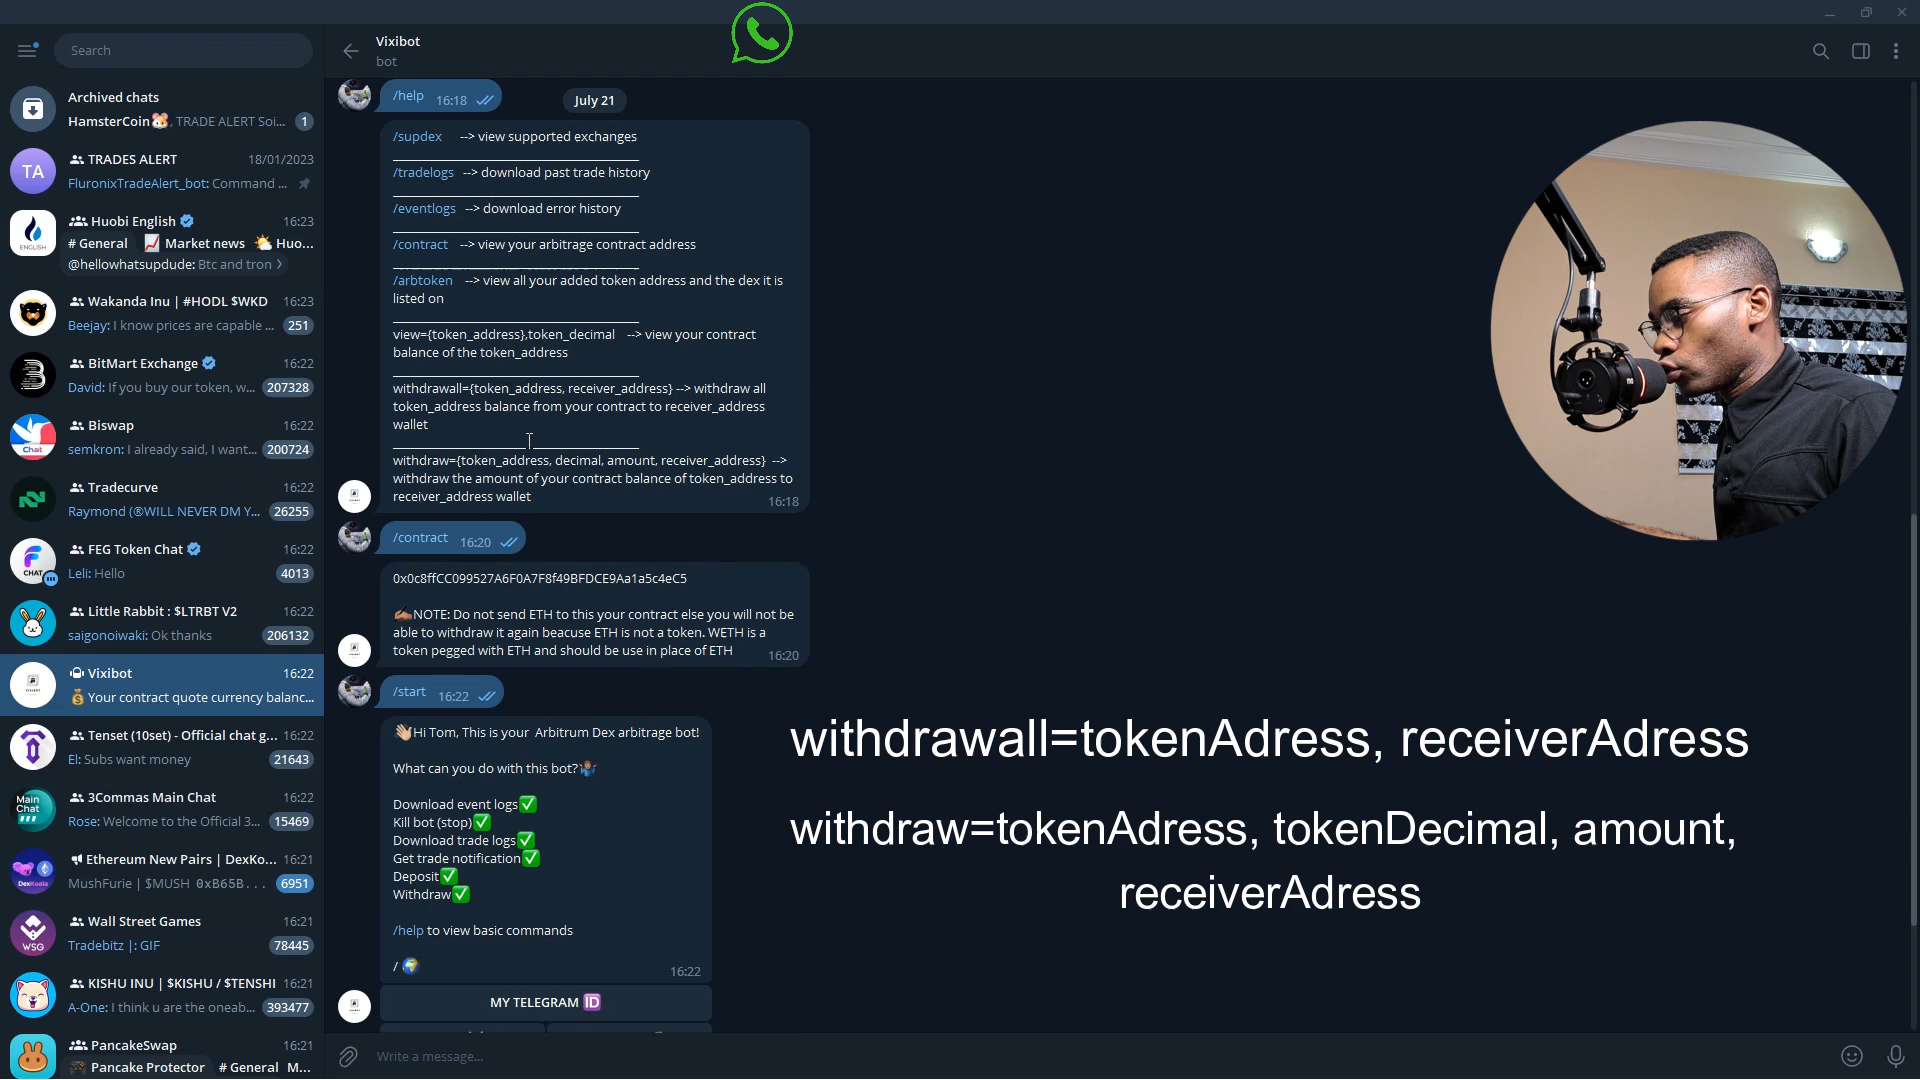 Search
Vixibot
bot
Archived chats
HamsterCoin🐹, TRADE ALERT Soi... 1
TA
TRADES ALERT 18/01/2023
FluronixTradeAlert_bot: Command ...
ENGLISH
Huobi English 16:23
# General 📈 Market news 🌤 Huo...
@hellowhatsupdude: Btc and tron >
Wakanda Inu | #HODL $WKD 16:23
Beejay: I know prices are capable ... 251
BitMart Exchange 16:22
David: If you buy our token, w... 207328
Chat
Biswap 16:22
semkron: I already said, I want... 200724
Tradecurve 16:22
Raymond (®WILL NEVER DM Y... 26255
CHAT
FEG Token Chat 16:22
Leli: Hello 4013
Little Rabbit : $LTRBT V2 16:22
saigonoiwaki: Ok thanks 206132
Vixibot 16:22
💰Your contract quote currency balanc...
Tenset (10set) - Official chat g... 16:22
El: Subs want money 21643
Main
Chat
3Commas Main Chat 16:22
Rose: Welcome to the Official 3... 15469
DexKoala
Ethereum New Pairs | DexKo... 16:21
MushFurie | $MUSH 0xB65B... 6951
WSG
Wall Street Games 16:21
Tradebitz |: GIF 78445
KISHU INU | $KISHU / $TENSHI 16:21
A-One: I think u are the oneab... 393477
PancakeSwap 16:21
🎮 Pancake Protector # General M...
/help 16:18
July 21
/supdex --> view supported exchanges
/tradelogs --> download past trade history
/eventlogs --> download error history
/contract --> view your arbitrage contract address
/arbtoken --> view all your added token address and the dex it is
listed on
view={token_address},token_decimal --> view your contract
balance of the token_address
withdrawall={token_address, receiver_address} --> withdraw all
token_address balance from your contract to receiver_address
wallet
withdraw={token_address, decimal, amount, receiver_address} -->
withdraw the amount of your contract balance of token_address to
receiver_address wallet
16:18
/contract 16:20
0x0c8ffCC099527A6F0A7F8f49BFDCE9Aa1a5c4eC5
✍🏾NOTE: Do not send ETH to this your contract else you will not be
able to withdraw it again beacuse ETH is not a token. WETH is a
token pegged with ETH and should be use in place of ETH 16:20
/start 16:22
👋Hi Tom, This is your Arbitrum Dex arbitrage bot!
What can you do with this bot?🤷🏾‍♂️
Download event logs✅
Kill bot (stop)✅
Download trade logs✅
Get trade notification✅
Deposit✅
Withdraw✅
/help to view basic commands
/ 🌍
16:22
MY TELEGRAM 🆔
Write a message...
withdrawall=tokenAdress, receiverAdress
withdraw=tokenAdress, tokenDecimal, amount,
receiverAdress